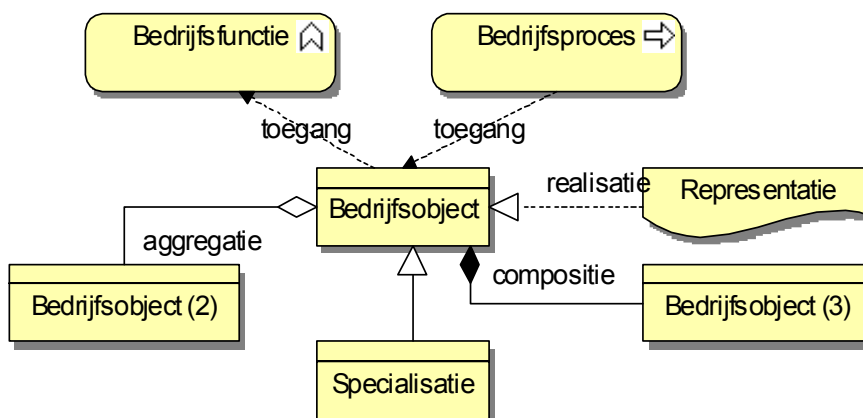 Bedrijfsfunctie
Bedrijfsproces
toegang
toegang
Bedrijfsobject
realisatie
Representatie
aggregatie
compositie
Bedrijfsobject (2)
Bedrijfsobject (3)
Specialisatie